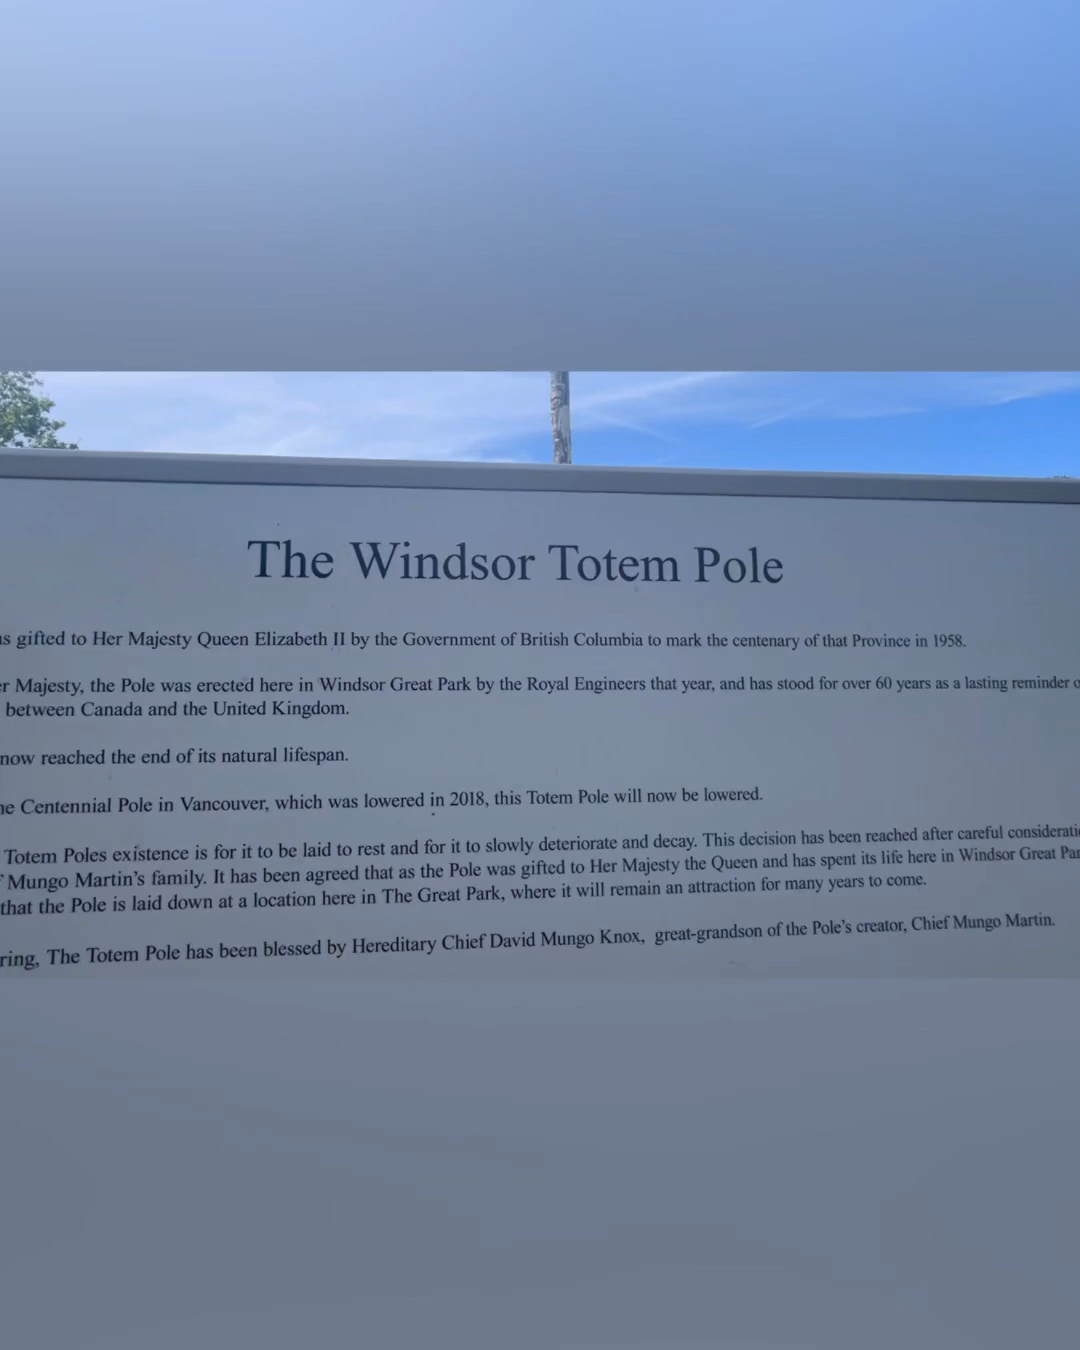 The Windsor Totem Pole
gifted to Her Majesty Queen Elizabeth II by the Government of British Columbia to mark the centenary of that Province in 1958.
Majesty, the Pole was erected here in Windsor Great Park by the Royal Engineers that year, and has stood for over 60 years as a lasting reminder
between Canada and the United Kingdom.
now reached the end of its natural lifespan.
Centennial Pole in Vancouver, which was lowered in 2018, this Totem Pole will now be lowered.
Totem Poles existence is for it to be laid to rest and for it to slowly deteriorate and decay. This decision has been reached after careful
Mungo Martin's family. It has been agreed that as the Pole was gifted to Her Majesty the Queen and has spent its life here in Windsor Great
that the Pole is laid down at a location here in The Great Park, where it will remain an attraction for many years to come.
ring, The Totem Pole has been blessed by Hereditary Chief David Mungo Knox, great-grandson of the Pole's creator, Chief Mungo Martin.